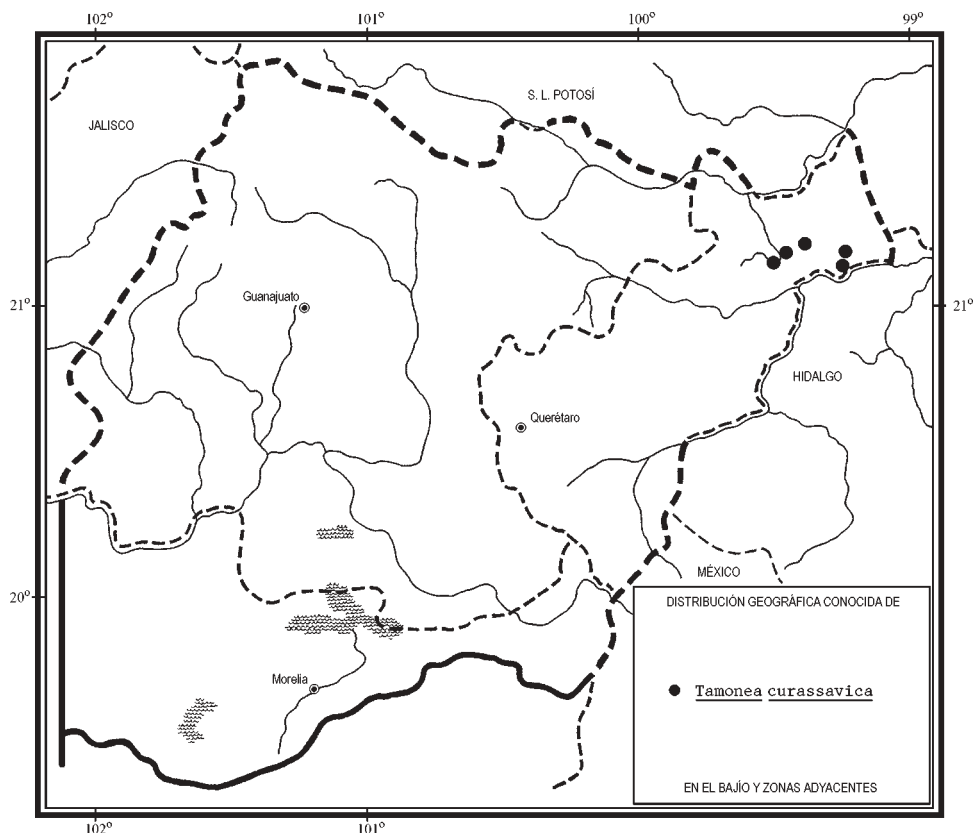 102º 101º 100º 99º
S. L. POTOSÍ
JALISCO
Guanajuato
21º 21º
HIDALGO
Querétaro
MÉXICO
20º
DISTRIBUCIÓN GEOGRÁFICA CONOCIDA DE
Morelia
Tamonea curassavica
EN EL BAJÍO Y ZONAS ADYACENTES
102º 101º